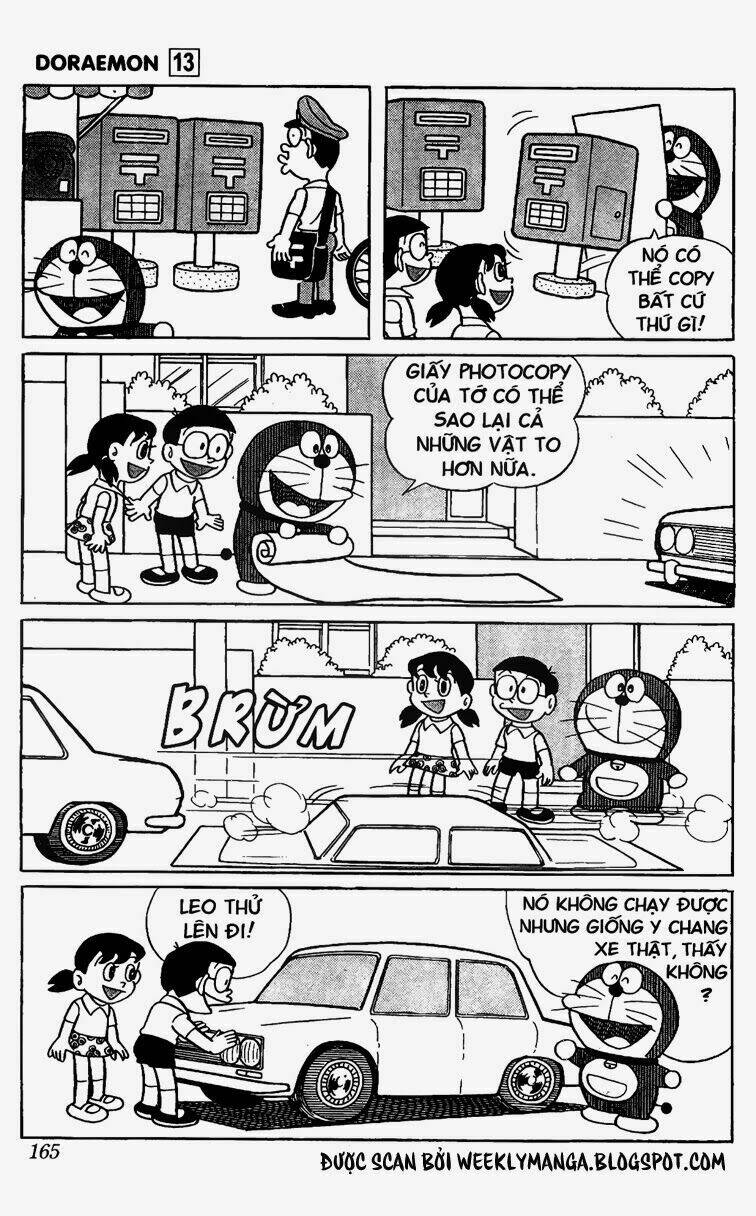 DORAEMON 13
NÓ CÓ
THỂ COPY
BẤT CỨ
THỨ GÌ!
GIẤY PHOTOCOPY
CỦA TỚ CÓ THỂ
SAO LẠI CẢ
NHỮNG VẬT TO
HƠN NỮA.
BRỪM
LEO THỬ
LÊN ĐI!
NÓ KHÔNG CHẠY ĐƯỢC
NHƯNG GIỐNG Y CHANG
XE THẬT, THẤY
KHÔNG
?
165
ĐƯỢC SCAN BỞI WEEKLYMANGA.BLOGSPOT.COM